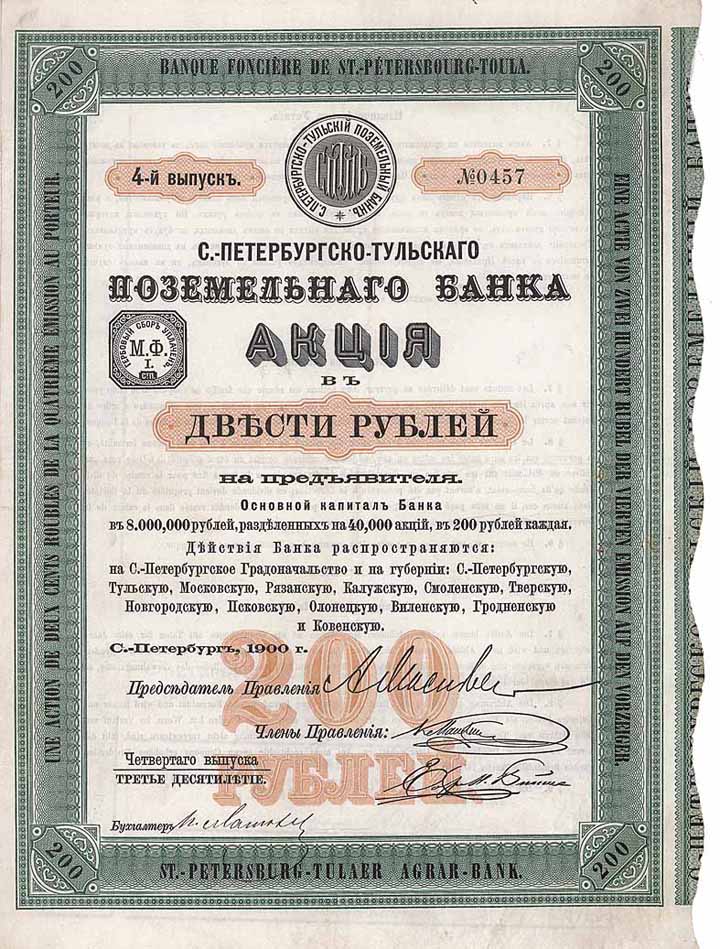 200
BANQUE FONCIÈRE DE ST.-PÉTERSBOURG-TOULA.
200
С.ПЕТЕРБУРГСКО-ТУЛЬСКІЙ ПОЗЕМЕЛЬНЫЙ БАНКЪ
4-й выпускъ.
№0457
С.-ПЕТЕРБУРГСКО-ТУЛЬСКАГО
ПОЗЕМЕЛЬНАГО БАНКА
ГЕРБОВЫЙ СБОРЪ УПЛАЧЕНЪ
М.Ф.
I.
СП.
АКЦІЯ
ВЪ
ДВѢСТИ РУБЛЕЙ
на предъявителя.
Основной капиталъ Банка
въ 8.000,000 рублей, раздѣленныхъ на 40,000 акцій, въ 200 рублей каждая.
Дѣйствія Банка распространяются:
на С.-Петербургское Градоначальство и на губерніи: С.-Петербургскую,
Тульскую, Московскую, Рязанскую, Калужскую, Смоленскую, Тверскую,
Новгородскую, Псковскую, Олонецкую, Виленскую, Гродненскую
и Ковенскую.
С.-Петербургъ, 1900 г.
200
РУБЛЕЙ
Предсѣдатель Правленія
Члены Правленія:
Четвертаго выпуска
ТРЕТЬЕ ДЕСЯТИЛѢТІЕ.
Бухгалтеръ
UNE ACTION DE DEUX CENTS ROUBLES DE LA QUATRIÈME ÉMISSION AU PORTEUR.
EINE ACTIE VON ZWEI HUNDERT RUBEL DER VIERTEN EMISSION AUF DEN VORZEIGER.
200
ST.-PETERSBURG-TULAER AGRAR-BANK.
200